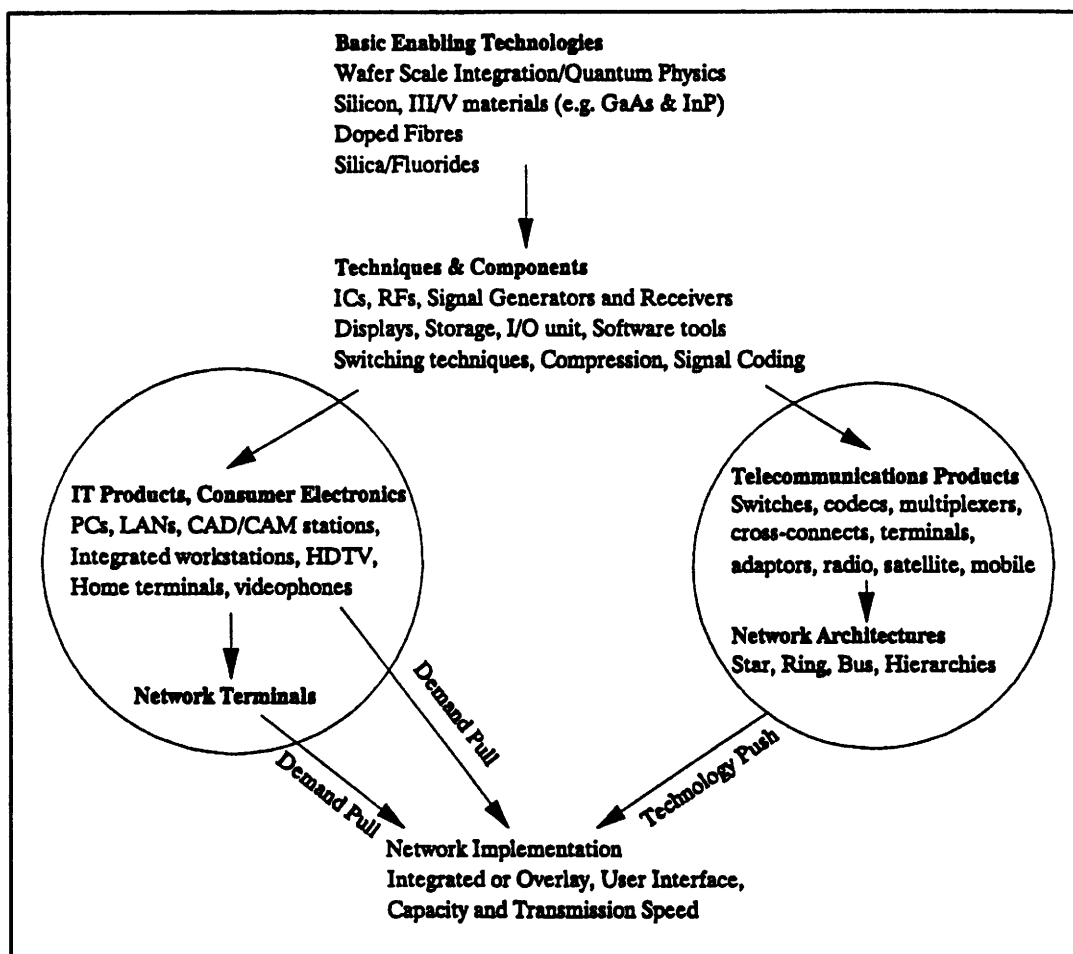 Basic Enabling Technologies
Wafer Scale Integration/Quantum Physics
Silicon, III/V materials (e.g. GaAs & InP)
Doped Fibres
Silica/Fluorides
Techniques & Components
ICs, RFs, Signal Generators and Receivers
Displays, Storage, I/O unit, Software tools
Switching techniques, Compression, Signal Coding
IT Products, Consumer Electronics
PCs, LANs, CAD/CAM stations,
Integrated workstations, HDTV,
Home terminals, videophones
Network Terminals
Telecommunications Products
Switches, codecs, multiplexers,
cross-connects, terminals,
adaptors, radio, satellite, mobile
Network Architectures
Star, Ring, Bus, Hierarchies
Demand Pull
Demand Pull
Technology Push
Network Implementation
Integrated or Overlay, User Interface,
Capacity and Transmission Speed